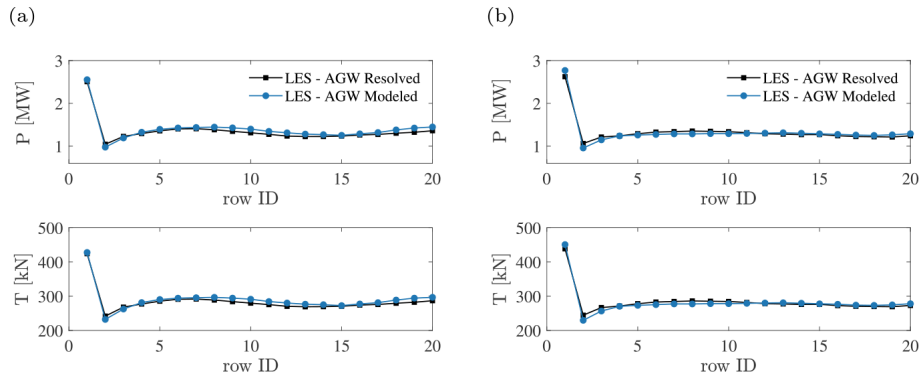 (a)
3
2
1
P [MW]
LES - AGW Resolved
LES - AGW Modeled
0 5 10 15 20
row ID
500
400
300
200
T [kN]
0 5 10 15 20
row ID
(b)
3
2
1
P [MW]
LES - AGW Resolved
LES - AGW Modeled
0 5 10 15 20
row ID
500
400
300
200
T [kN]
0 5 10 15 20
row ID